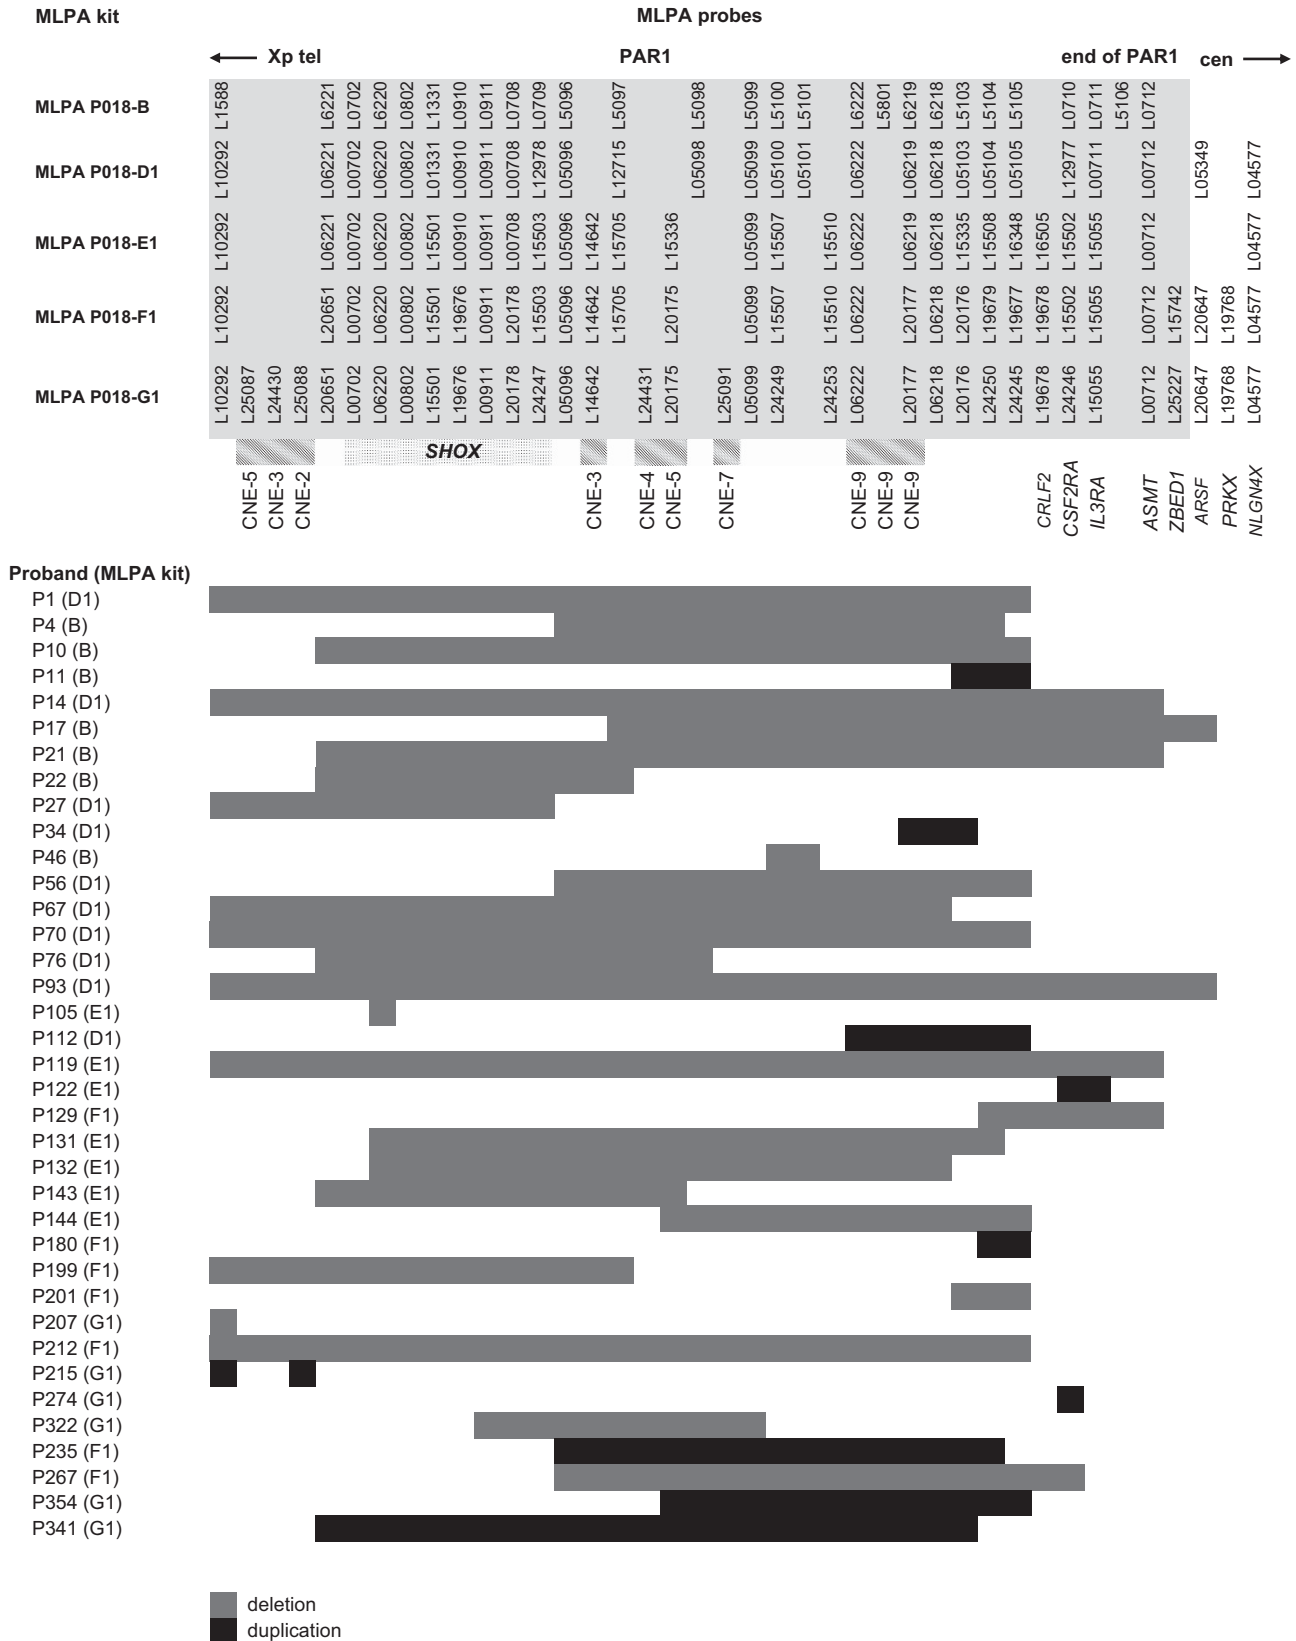 MLPA kit MLPA probes
Xp tel PAR1 end of PAR1 cen
MLPA P018-B L1588 L6221 L0702 L6220 L0802 L1331 L0910 L0911 L0708 L0709 L5096 L5097 L5098 L5099 L5100 L5101 L6222 L5801 L6219 L6218 L5103 L5104 L5105 L0710 L0711 L5106 L0712
MLPA P018-D1 L10292 L06221 L00702 L06220 L00802 L01331 L00910 L00911 L00708 L12978 L05096 L12715 L05098 L05099 L05100 L05101 L06222 L06219 L06218 L05103 L05104 L05105 L12977 L00711 L00712 L05349 L04577
MLPA P018-E1 L10292 L06221 L00702 L06220 L00802 L15501 L00910 L00911 L00708 L15503 L05096 L14642 L15705 L15336 L05099 L15507 L15510 L06222 L06219 L06218 L15335 L15508 L16348 L16505 L15502 L15055 L00712 L04577
MLPA P018-F1 L10292 L20651 L00702 L06220 L00802 L15501 L19676 L00911 L20178 L15503 L05096 L14642 L15705 L20175 L05099 L15507 L15510 L06222 L20177 L06218 L20176 L19679 L19677 L19678 L15502 L15055 L00712 L15742 L20647 L19768 L04577
MLPA P018-G1 L10292 L25087 L24430 L25088 L20651 L00702 L06220 L00802 L15501 L19676 L00911 L20178 L24247 L05096 L14642 L24431 L20175 L25091 L05099 L24249 L24253 L06222 L20177 L06218 L20176 L24250 L24245 L19678 L24246 L15055 L00712 L25227 L20647 L19768 L04577
SHOX
CNE-5 CNE-3 CNE-2 CNE-3 CNE-4 CNE-5 CNE-7 CNE-9 CNE-9 CNE-9 CRLF2 CSF2RA IL3RA ASMT ZBED1 ARSF PRKX NLGN4X
Proband (MLPA kit)
P1 (D1)
P4 (B)
P10 (B)
P11 (B)
P14 (D1)
P17 (B)
P21 (B)
P22 (B)
P27 (D1)
P34 (D1)
P46 (B)
P56 (D1)
P67 (D1)
P70 (D1)
P76 (D1)
P93 (D1)
P105 (E1)
P112 (D1)
P119 (E1)
P122 (E1)
P129 (F1)
P131 (E1)
P132 (E1)
P143 (E1)
P144 (E1)
P180 (F1)
P199 (F1)
P201 (F1)
P207 (G1)
P212 (F1)
P215 (G1)
P274 (G1)
P322 (G1)
P235 (F1)
P267 (F1)
P354 (G1)
P341 (G1)
deletion
duplication